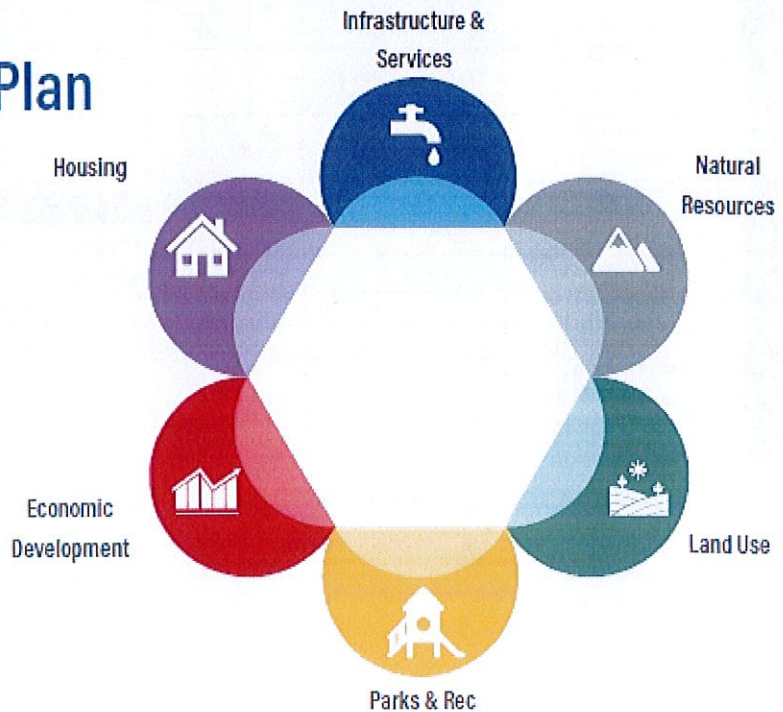 Plan
Infrastructure &
Services
Housing
Natural
Resources
Economic
Development
Land Use
Parks & Rec